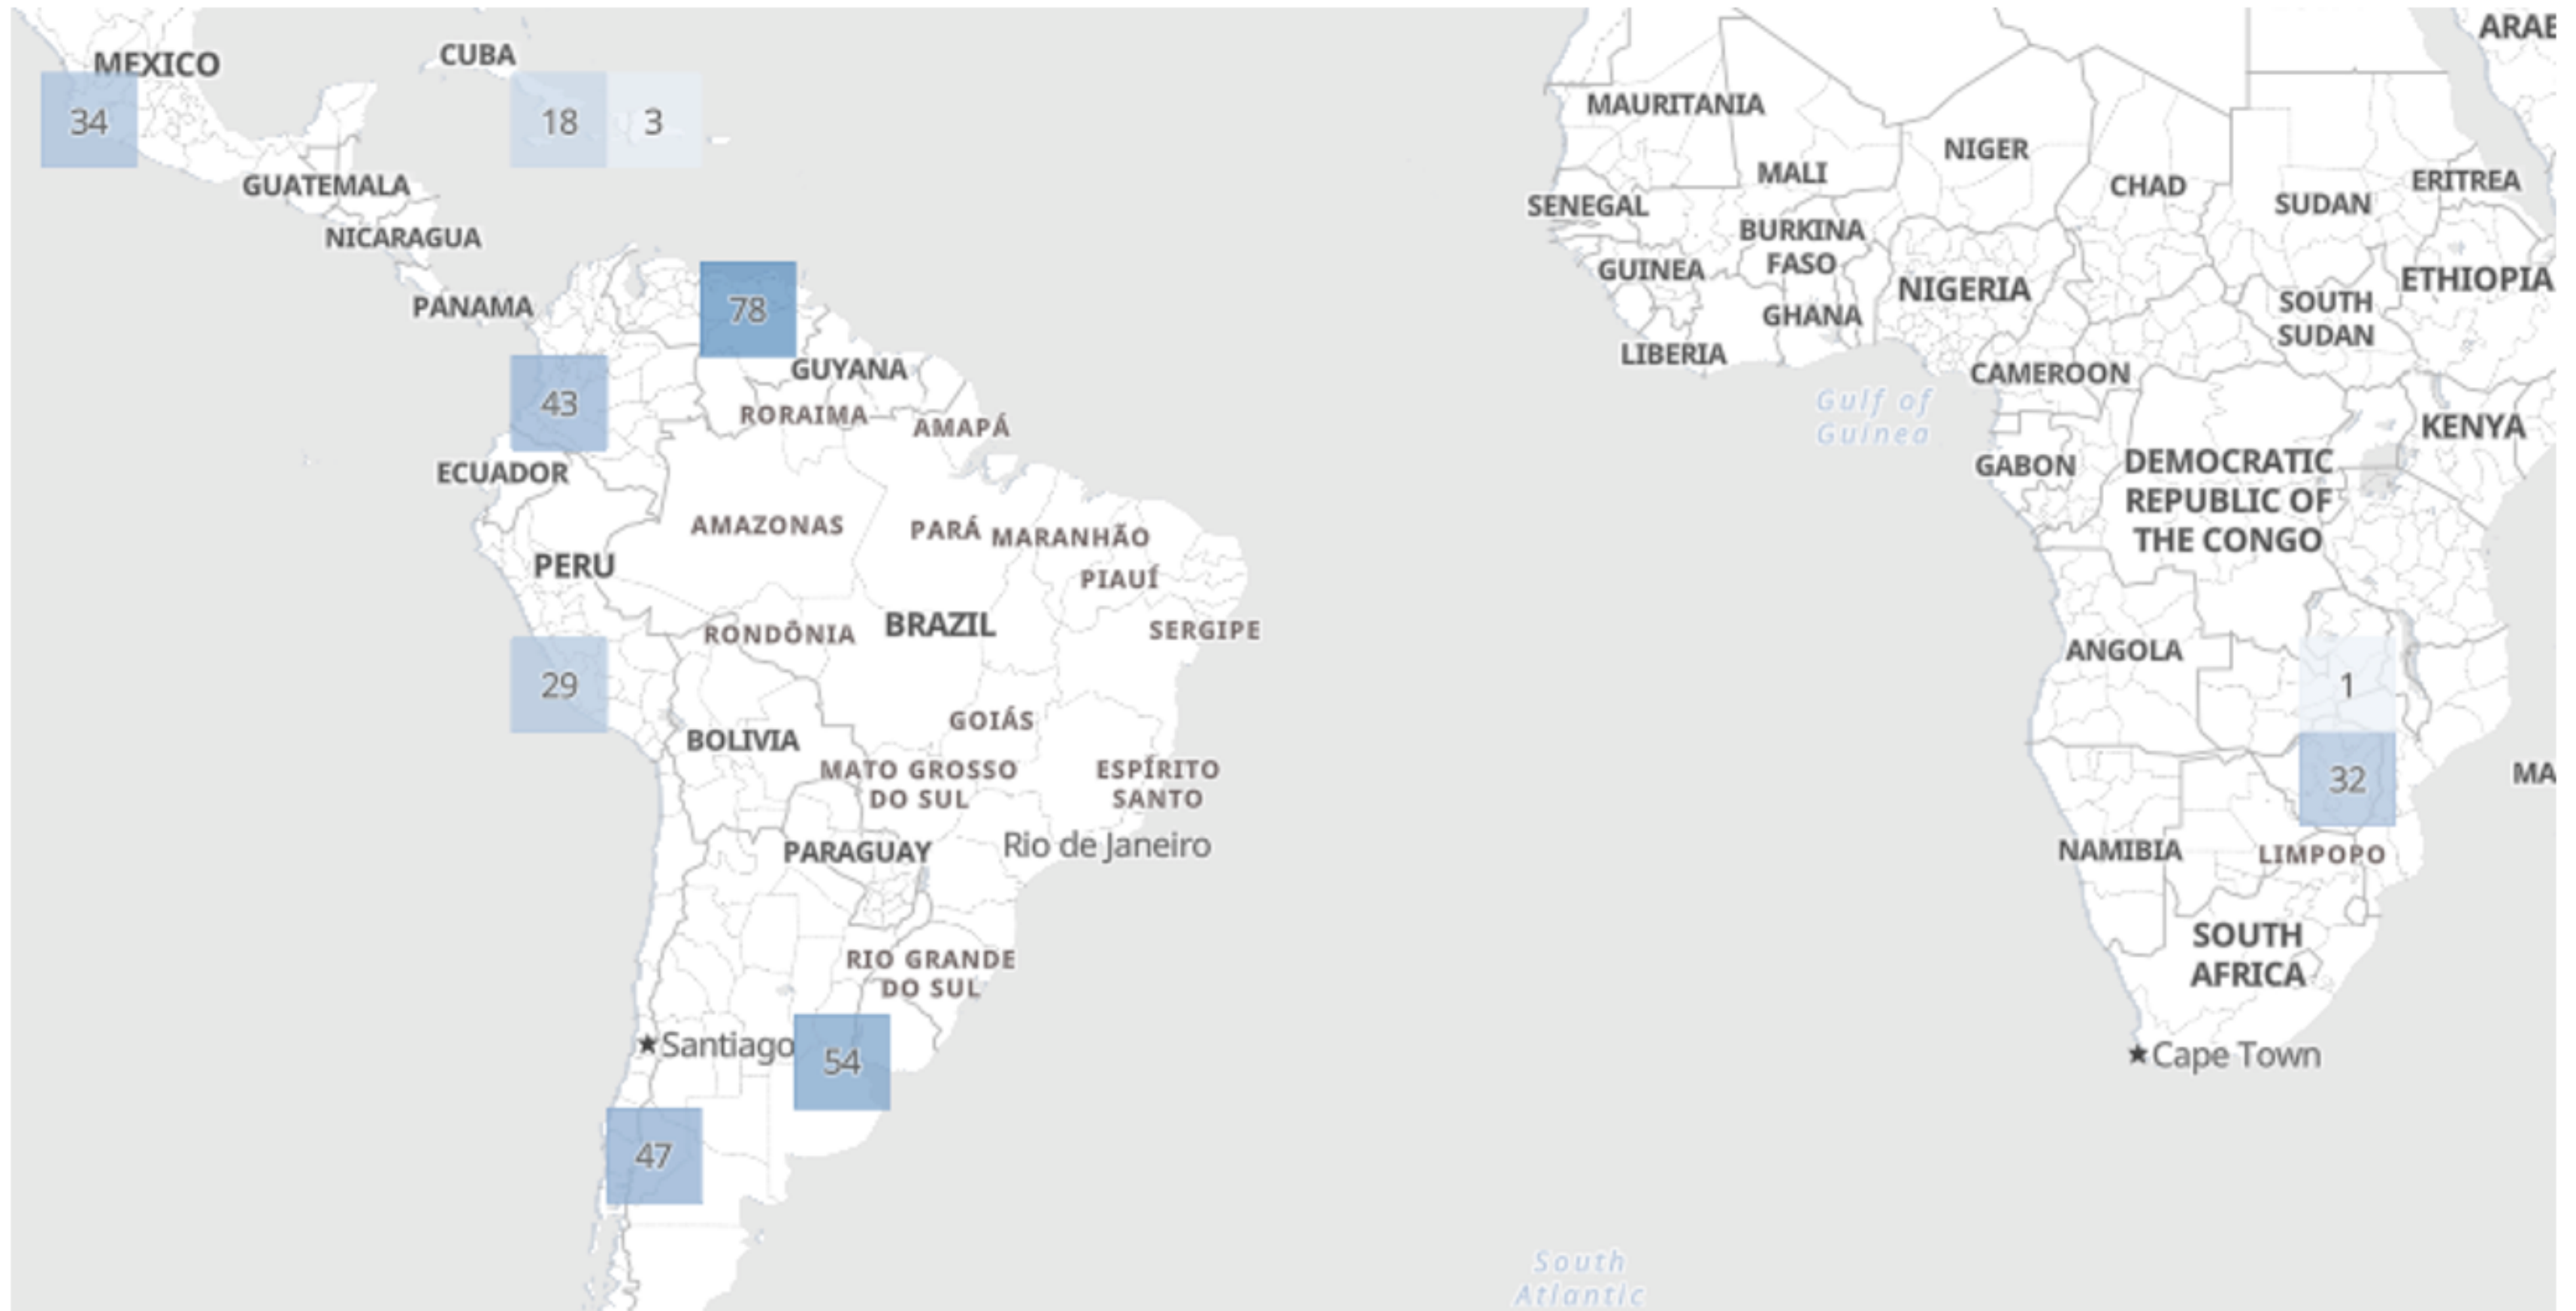 MEXICO
CUBA
34
18
3
GUATEMALA
NICARAGUA
PANAMA
78
43
GUYANA
RORAIMA
AMAPÁ
ECUADOR
AMAZONAS
PARÁ
MARANHÃO
PIAUÍ
PERU
BRAZIL
RONDÔNIA
SERGIPE
29
GOIÁS
BOLIVIA
MATO GROSSO
DO SUL
ESPÍRITO
SANTO
PARAGUAY
Rio de Janeiro
RIO GRANDE
DO SUL
Santiago
54
47
ARAE
MAURITANIA
MALI
NIGER
CHAD
SUDAN
ERITREA
SENEGAL
BURKINA
FASO
GUINEA
NIGERIA
ETHIOPIA
GHANA
SOUTH
SUDAN
LIBERIA
CAMEROON
Gulf of
Guinea
KENYA
GABON
DEMOCRATIC
REPUBLIC OF
THE CONGO
ANGOLA
1
32
MA
NAMIBIA
LIMPOPO
SOUTH
AFRICA
Cape Town
South
Atlantic